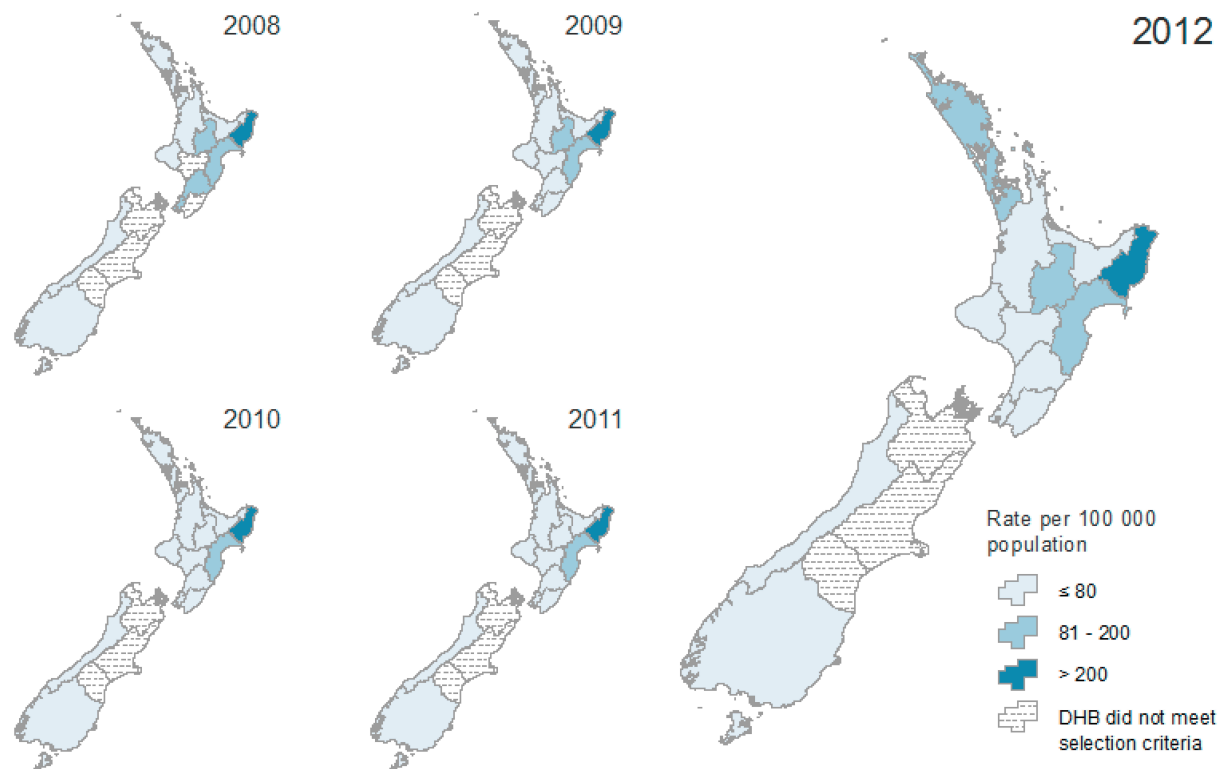 2008
2009
2012
2010
2011
Rate per 100 000
population
≤ 80
81 - 200
> 200
DHB did not meet
selection criteria